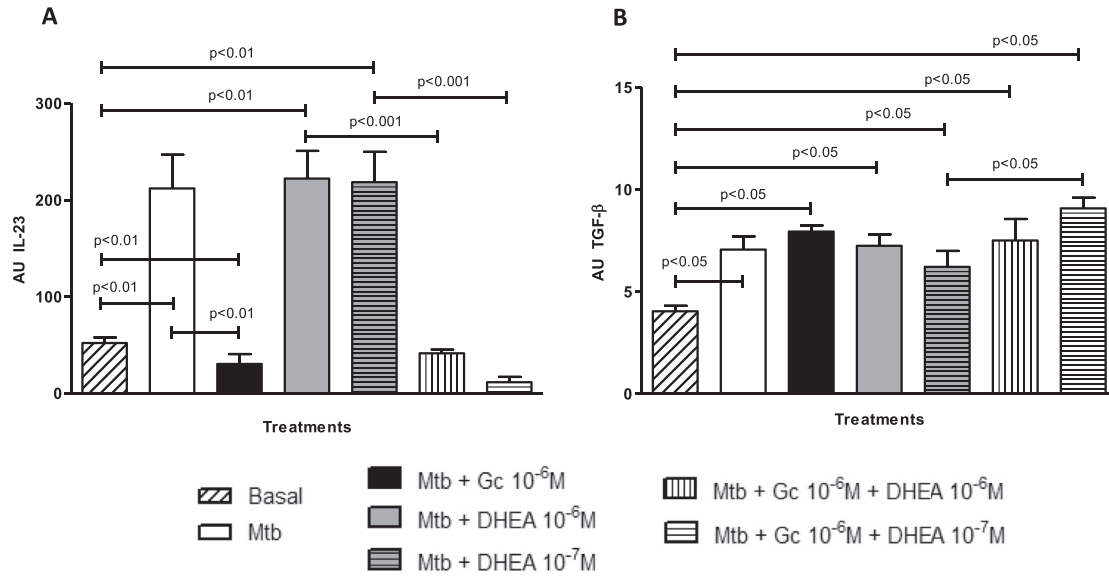 A
p<0.01
p<0.01
p<0.001
p<0.001
300
200
100
0
AU IL-23
p<0.01
p<0.01
p<0.01
Treatments
B
p<0.05
p<0.05
p<0.05
p<0.05
p<0.05
p<0.05
p<0.05
15
10
5
0
AU TGF-β
Treatments
Basal
Mtb
Mtb + Gc 10⁻⁶M
Mtb + DHEA 10⁻⁶M
Mtb + DHEA 10⁻⁷M
Mtb + Gc 10⁻⁶M + DHEA 10⁻⁶M
Mtb + Gc 10⁻⁶M + DHEA 10⁻⁷M